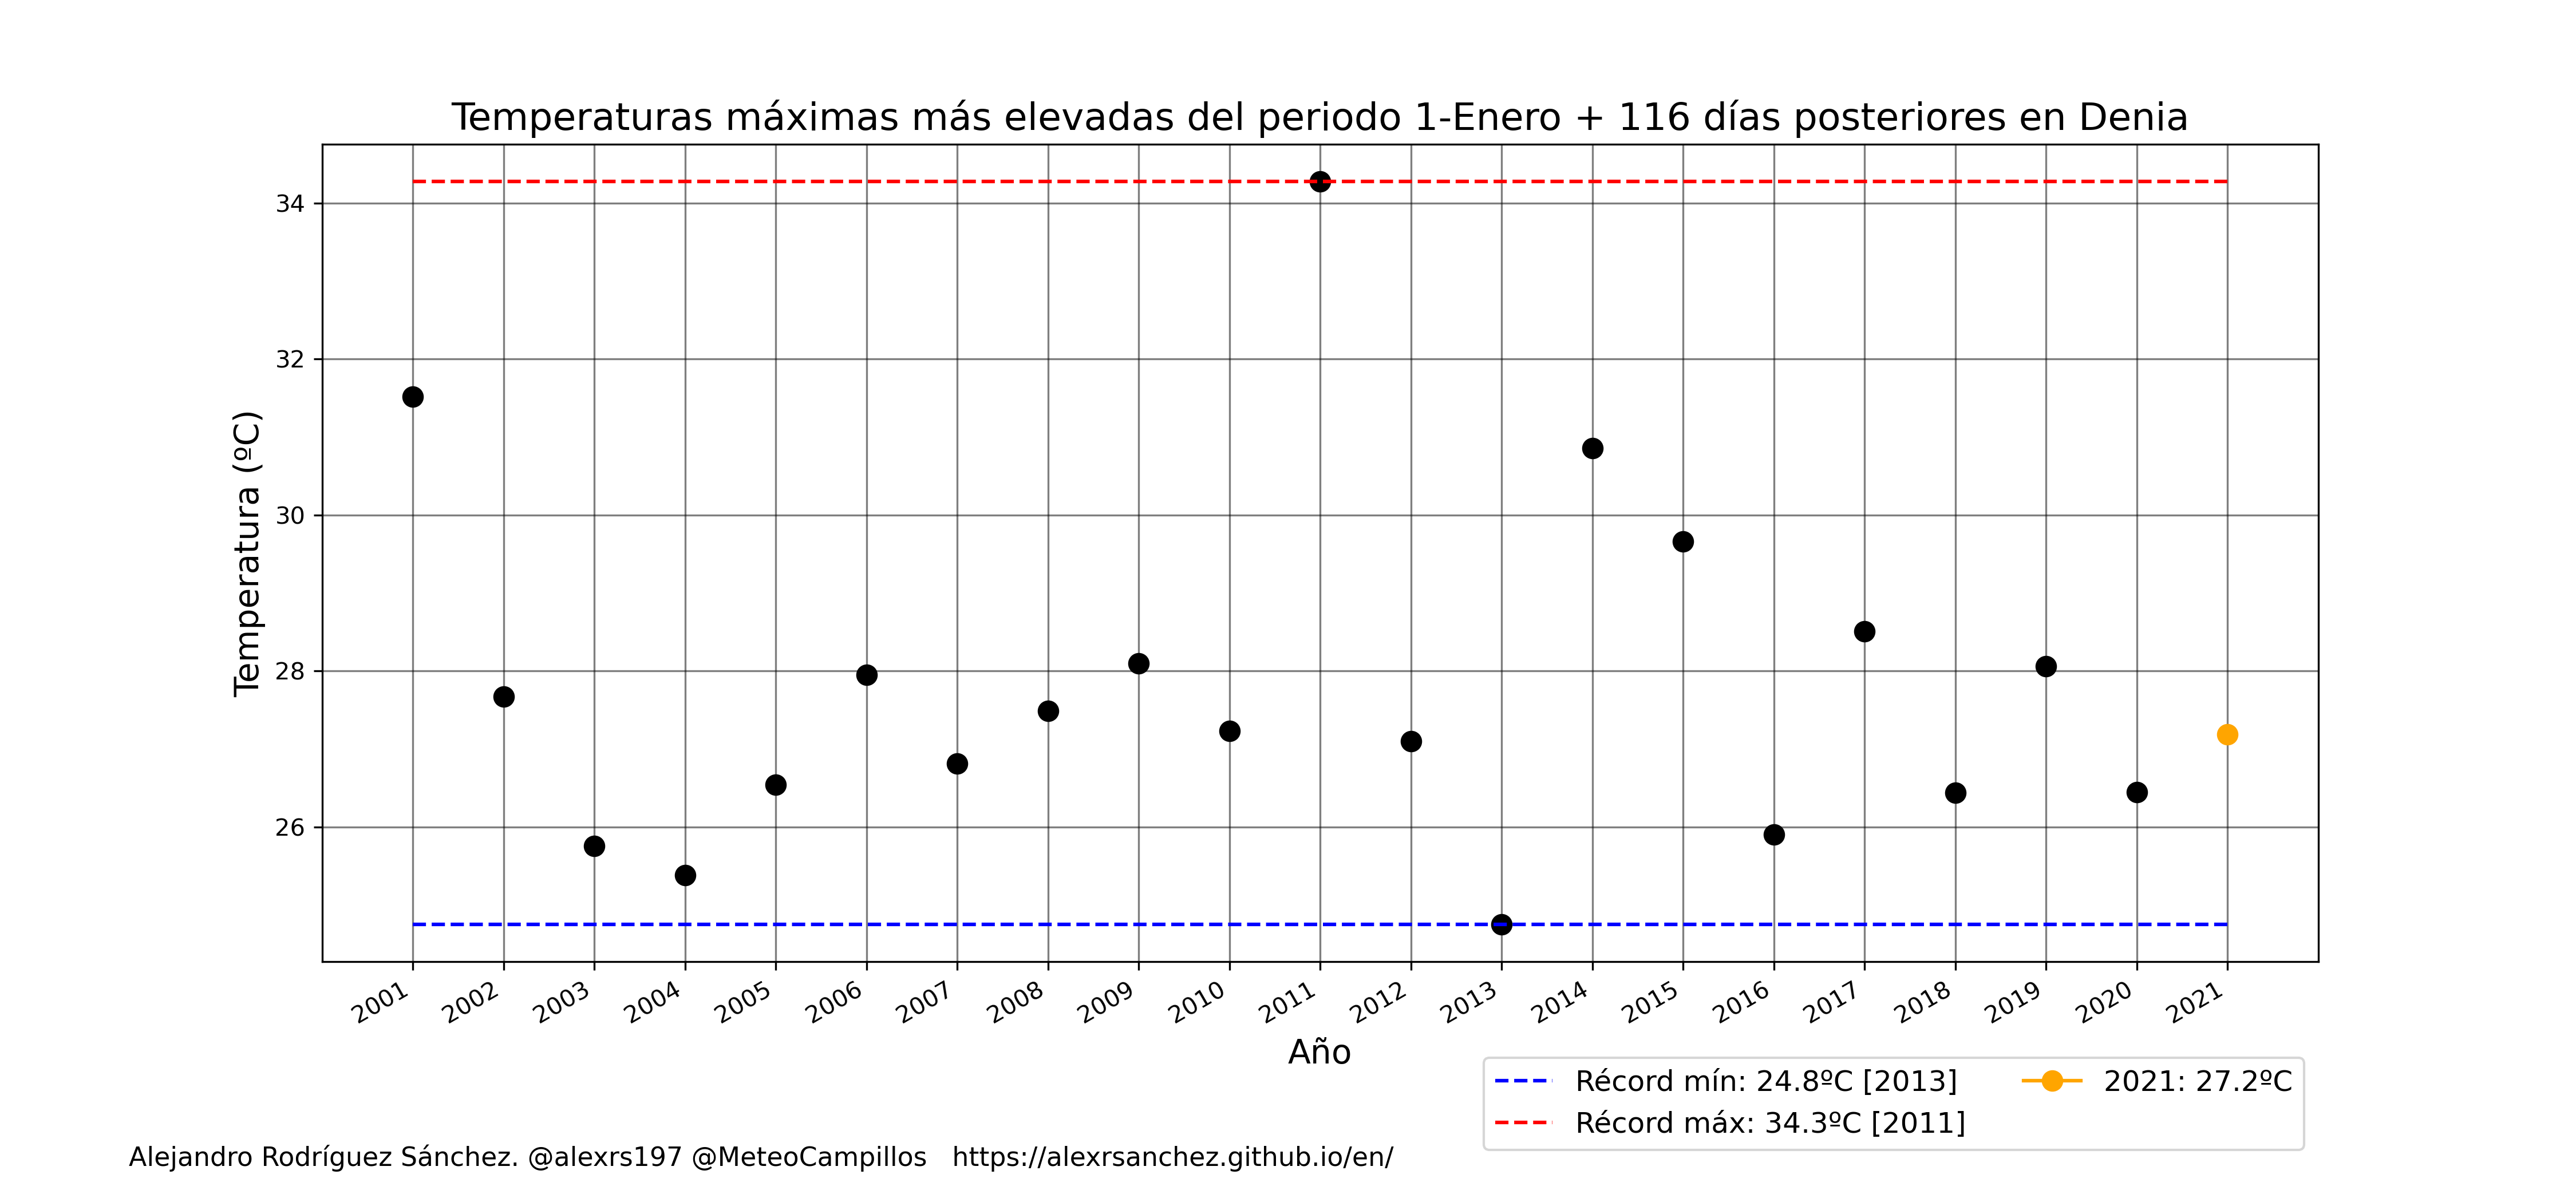 Temperaturas máximas más elevadas del periodo 1-Enero + 116 días posteriores en Denia
Temperatura (ºC)
34
32
30
28
26
2001 2002 2003 2004 2005 2006 2007 2008 2009 2010 2011 2012 2013 2014 2015 2016 2017 2018 2019 2020 2021
Año
Récord mín: 24.8ºC [2013]
Récord máx: 34.3ºC [2011]
2021: 27.2ºC
Alejandro Rodríguez Sánchez. @alexrs197 @MeteoCampillos https://alexrsanchez.github.io/en/